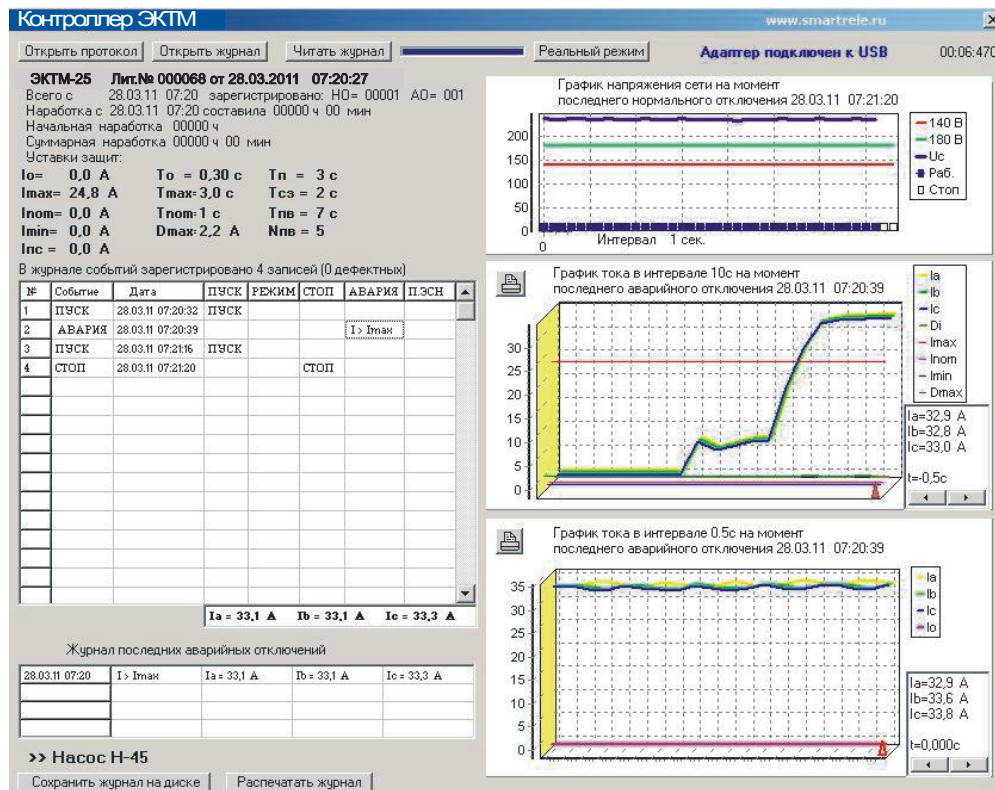 Контроллер ЭКТМ
www.smartrele.ru
Открыть протокол Открыть журнал Читать журнал Реальный режим Адаптер подключен к USB 00:06:470
ЭКТМ-25 Лит.№ 000068 от 28.03.2011 07:20:27
Всего с 28.03.11 07:20 зарегистрировано: НО= 00001 АО= 001
Наработка с 28.03.11 07:20 составила 00000 ч 00 мин
Начальная наработка 00000 ч
Суммарная наработка 00000 ч 00 мин
Уставки защит:
Io= 0,0 А To = 0,30 с Тп = 3 с
Imax= 24,8 А Tmax=3,0 с Тсз = 2 с
Inom= 0,0 А Tnom=1 с Тпв = 7 с
Imin= 0,0 А Dmax=2,2 А Nпв = 5
Iпс = 0,0 А
В журнале событий зарегистрировано 4 записей (0 дефектных)
№ Событие Дата ПУСК РЕЖИМ СТОП АВАРИЯ П.ЭСН
1 ПУСК 28.03.11 07:20:32 ПУСК
2 АВАРИЯ 28.03.11 07:20:39 I > Imax
3 ПУСК 28.03.11 07:21:16 ПУСК
4 СТОП 28.03.11 07:21:20 СТОП
Ia = 33,1 А Ib = 33,1 А Ic = 33,3 А
Журнал последних аварийных отключений
28.03.11 07:20 I > Imax Ia = 33,1 А Ib = 33,1 А Ic = 33,3 А
>> Насос Н-45
Сохранить журнал на диске Распечатать журнал
График напряжения сети на момент
последнего нормального отключения 28.03.11 07:21:20
200
150
100
50
0
0
Интервал 1 сек.
140 В
180 В
Uc
Раб.
Стоп
График тока в интервале 10с на момент
последнего аварийного отключения 28.03.11 07:20:39
30
25
20
15
10
5
0
Ia
Ib
Ic
Di
Imax
Inom
Imin
Dmax
Ia=32,9 А
Ib=32,8 А
Ic=33,0 А
t=-0,5с
График тока в интервале 0.5с на момент
последнего аварийного отключения 28.03.11 07:20:39
35
30
25
20
15
10
5
0
Ia
Ib
Ic
Io
Ia=32,9 А
Ib=33,6 А
Ic=33,8 А
t=0,000с